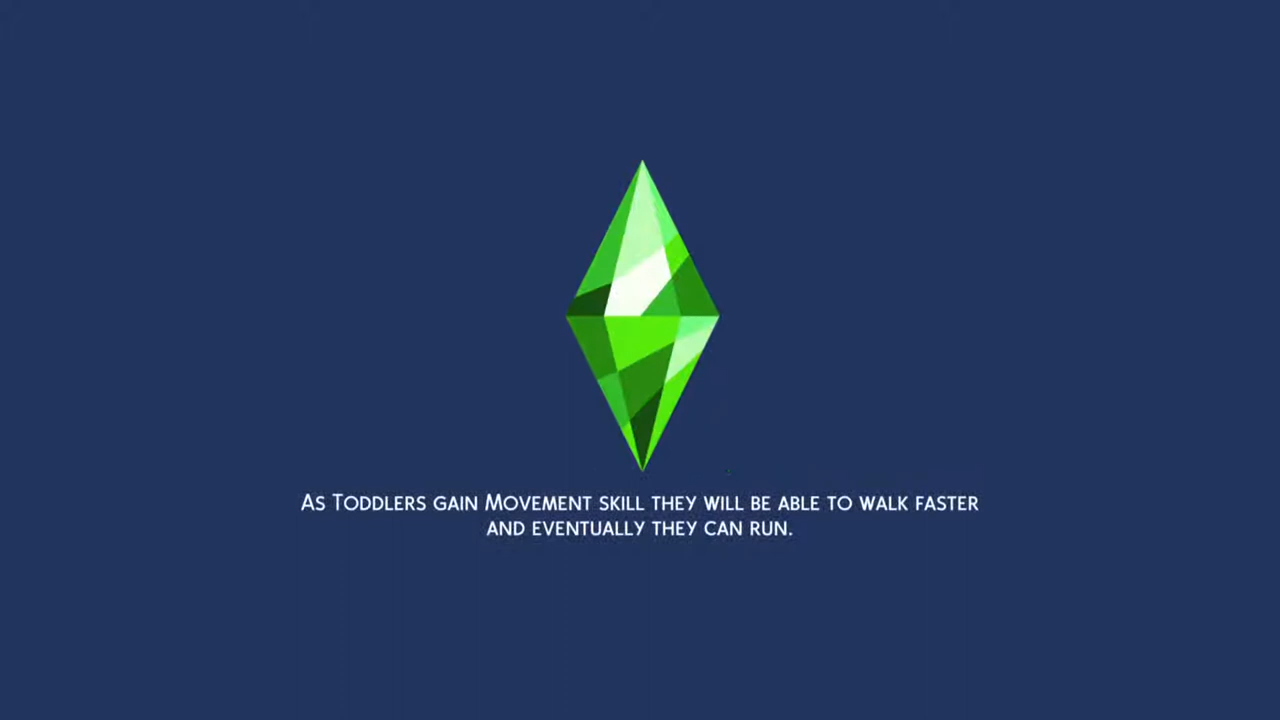 As Toddlers gain Movement skill they will be able to walk faster
and eventually they can run.